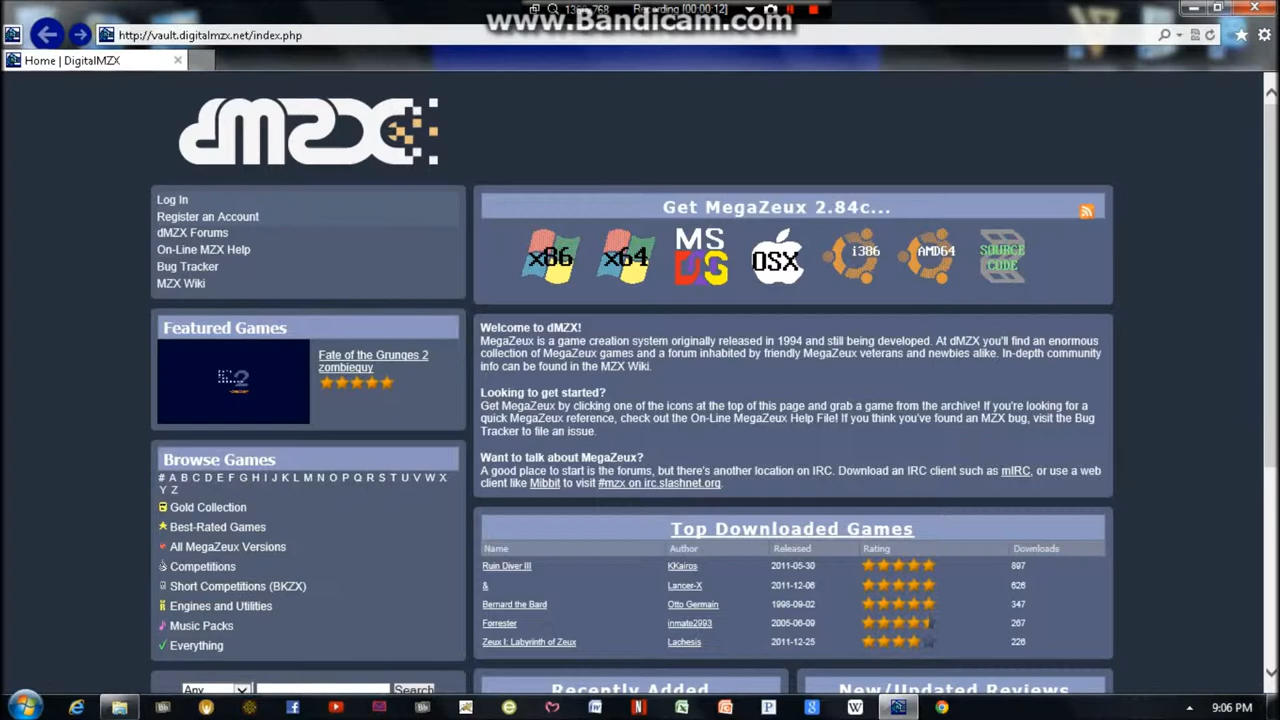 Recording [00:00:12]
www.Bandicam.com
http://vault.digitalmzx.net/index.php
Home | DigitalMZX
dmzx
Log In
Register an Account
dMZX Forums
On-Line MZX Help
Bug Tracker
MZX Wiki
Get MegaZeux 2.84c...
x86
x64
MS
OSX
i386
AMD64
SOURCE
CODE
Featured Games
Fate of the Grunges 2
zombieguy
Browse Games
# A B C D E F G H I J K L M N O P Q R S T U V W X
Y Z
Gold Collection
Best-Rated Games
All MegaZeux Versions
Competitions
Short Competitions (BKZX)
Engines and Utilities
Music Packs
Everything
Any
Search
Welcome to dMZX!
MegaZeux is a game creation system originally released in 1994 and still being developed. At dMZX you'll find an enormous
collection of MegaZeux games and a forum inhabited by friendly MegaZeux veterans and newbies alike. In-depth community
info can be found in the MZX Wiki.
Looking to get started?
Get MegaZeux by clicking one of the icons at the top of this page and grab a game from the archive! If you're looking for a
quick MegaZeux reference, check out the On-Line MegaZeux Help File! If you think you've found an MZX bug, visit the Bug
Tracker to file an issue.
Want to talk about MegaZeux?
A good place to start is the forums, but there's another location on IRC. Download an IRC client such as mIRC, or use a web
client like Mibbit to visit #mzx on irc.slashnet.org.
Top Downloaded Games
Name Author Released Rating Downloads
Ruin Diver III KKairos 2011-05-30 897
& Lancer-X 2011-12-06 626
Bernard the Bard Otto Germain 1998-09-02 347
Forrester inmate2993 2005-06-09 267
Zeux I: Labyrinth of Zeux Lachesis 2011-12-25 226
Recently Added
New/Updated Reviews
9:06 PM